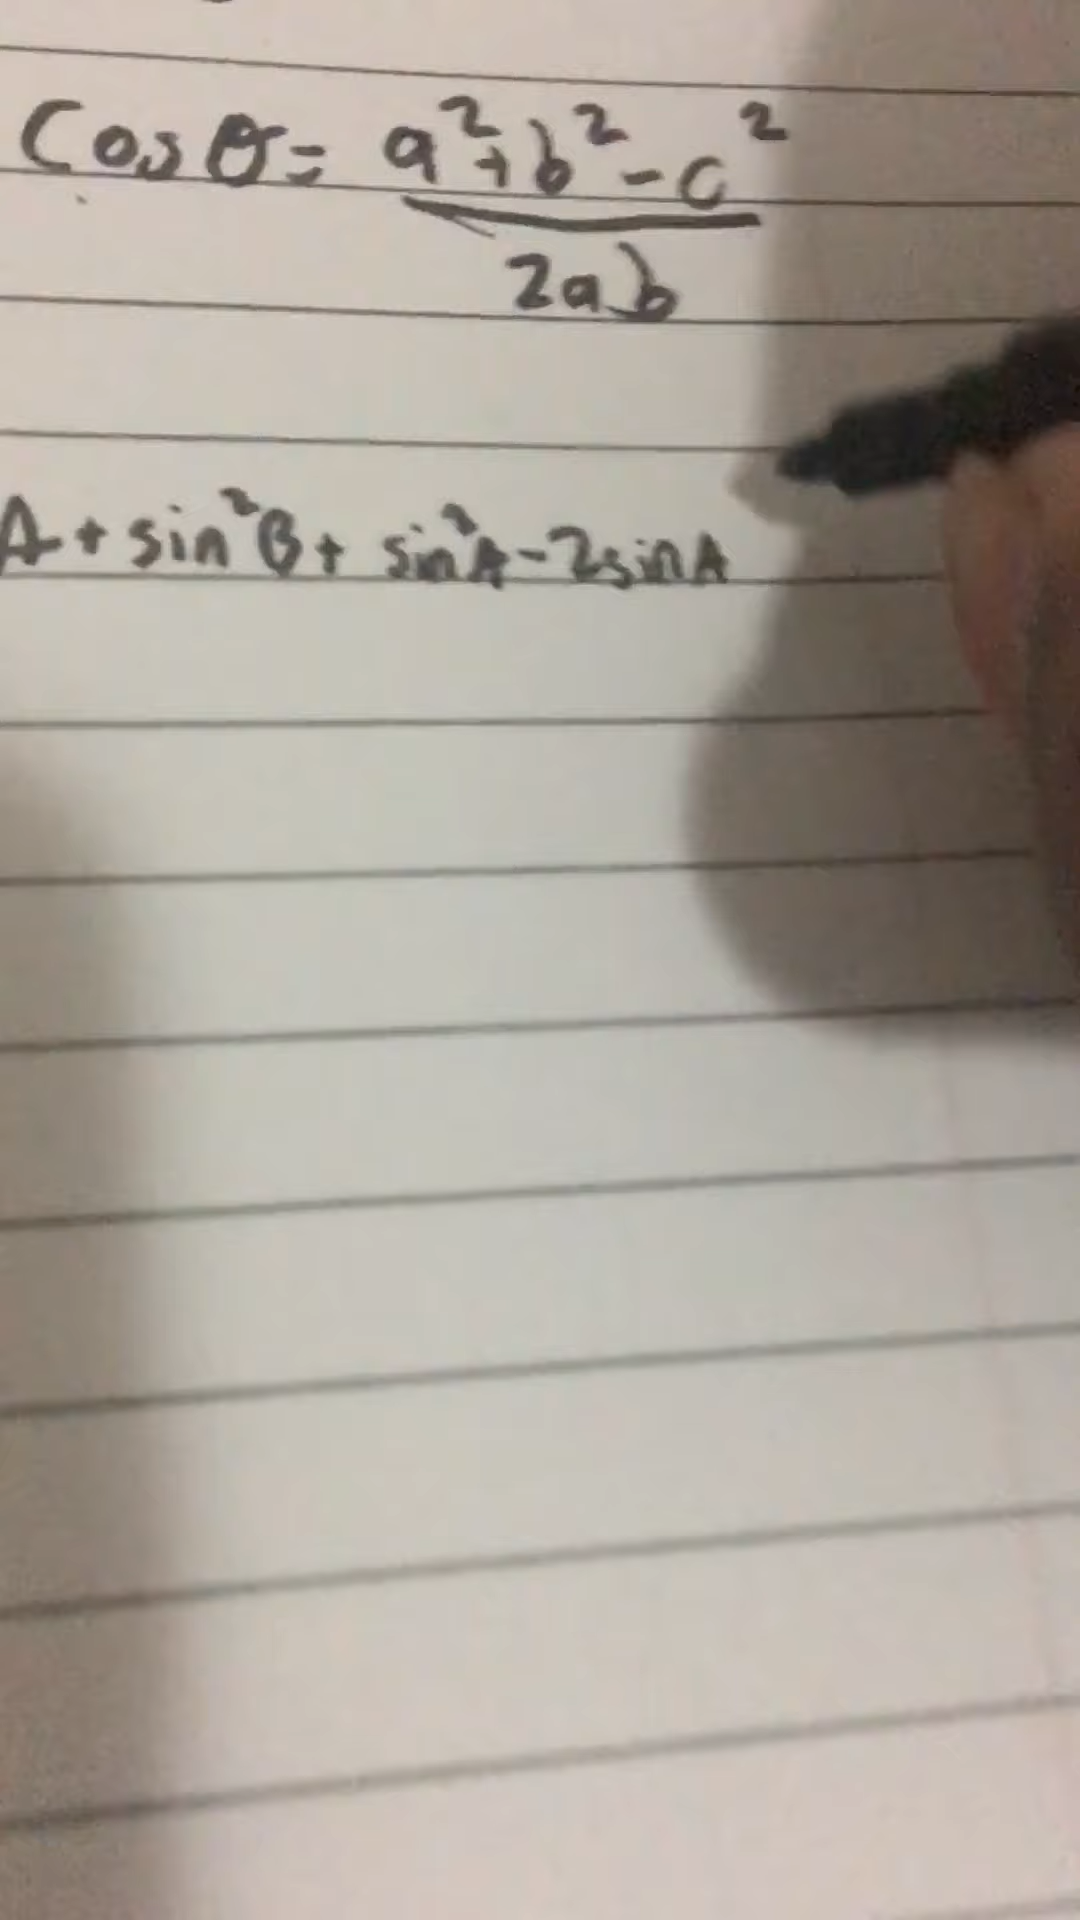 Cos θ = a²+b²-c²
2ab
A + sin²B + sin²A - 2sinA